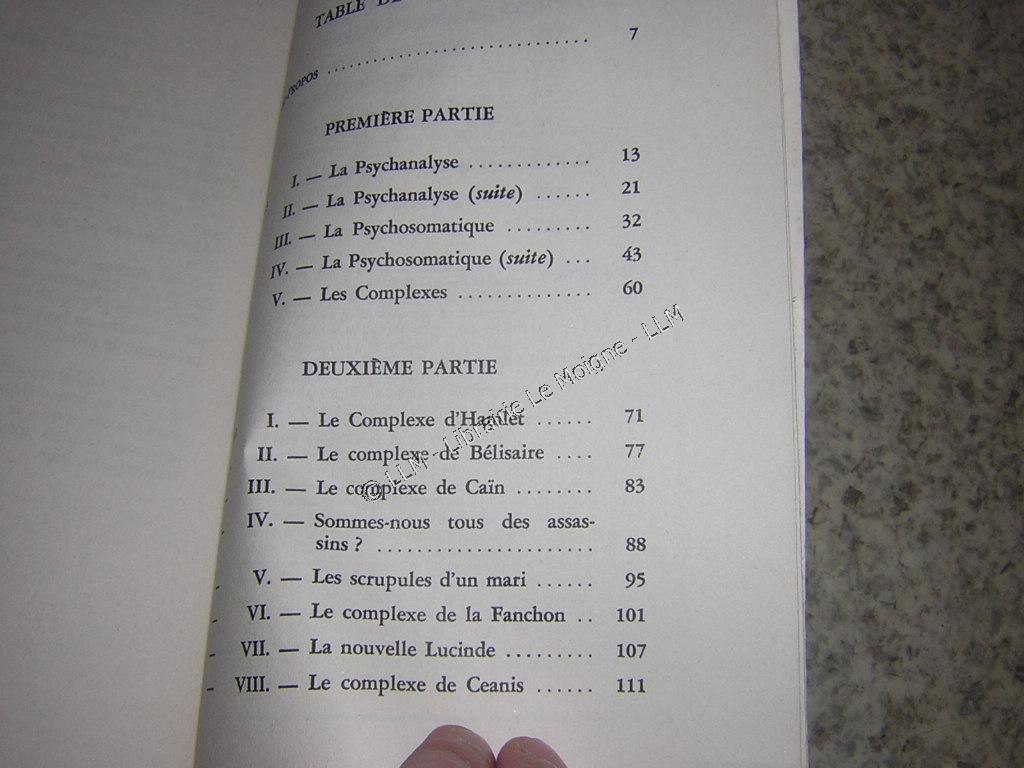 TABLE
................................ 7
PREMIÈRE PARTIE
I. — La Psychanalyse ............. 13
II. — La Psychanalyse (suite) ...... 21
III. — La Psychosomatique ......... 32
IV. — La Psychosomatique (suite) ... 43
V. — Les Complexes .............. 60
DEUXIÈME PARTIE
I. — Le Complexe d'Hamlet ...... 71
II. — Le complexe de Bélisaire .... 77
III. — Le complexe de Caïn ........ 83
IV. — Sommes-nous tous des assas-
sins ? ...................... 88
V. — Les scrupules d'un mari ...... 95
VI. — Le complexe de la Fanchon .. 101
VII. — La nouvelle Lucinde ......... 107
VIII. — Le complexe de Ceanis ...... 111
© LLM - Librairie Le Moigne - LLM